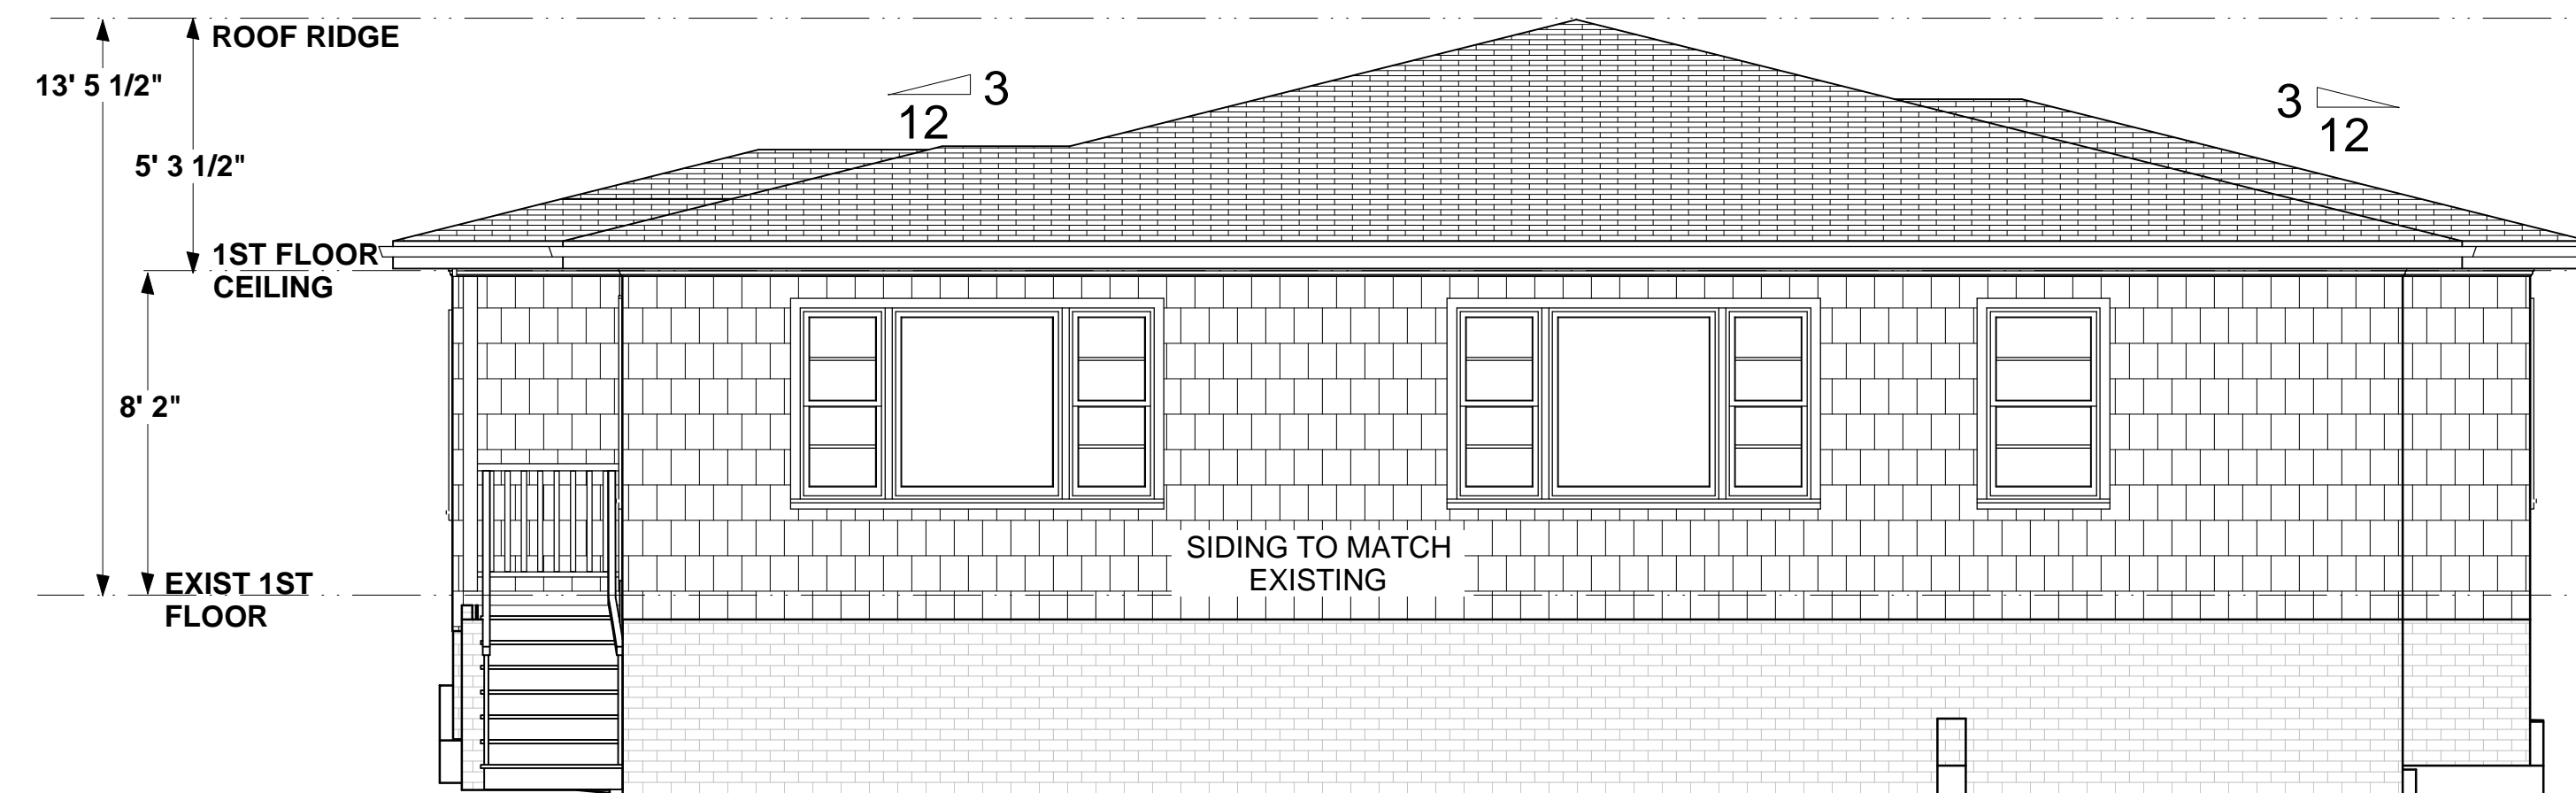 ROOF RIDGE
13' 5 1/2"
3
12
3
12
5' 3 1/2"
1ST FLOOR
CEILING
8' 2"
SIDING TO MATCH
EXISTING
EXIST 1ST
FLOOR